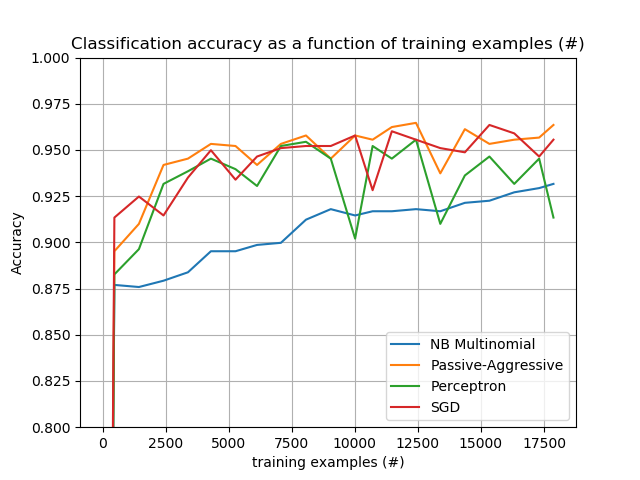 Classification accuracy as a function of training examples (#)
1.000
0.975
0.950
0.925
0.900
0.875
0.850
0.825
0.800
Accuracy
NB Multinomial
Passive-Aggressive
Perceptron
SGD
0 2500 5000 7500 10000 12500 15000 17500
training examples (#)